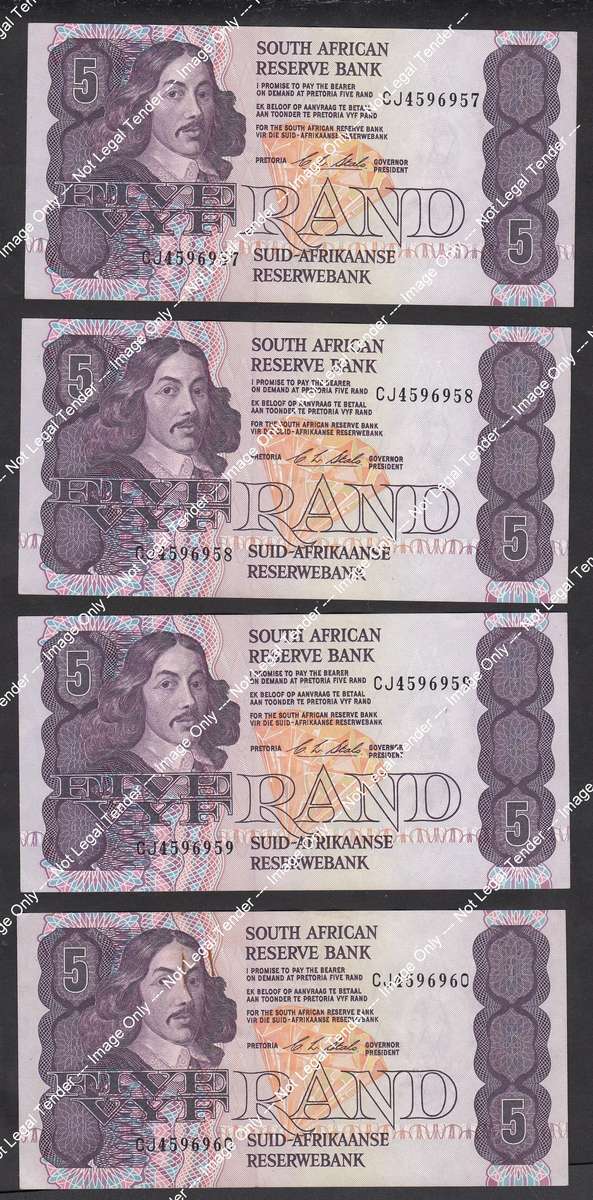 5
SOUTH AFRICAN
RESERVE BANK
I PROMISE TO PAY THE BEARER
ON DEMAND AT PRETORIA FIVE RAND
CJ4596957
EK BELOOF OP AANVRAAG TE BETAAL
AAN TOONDER TE PRETORIA VYF RAND
FOR THE SOUTH AFRICAN RESERVE BANK
VIR DIE SUID-AFRIKAANSE RESERWEBANK
PRETORIA GOVERNOR
PRESIDENT
FIVE
VYF RAND
5
CJ4596957
SUID-AFRIKAANSE
RESERWEBANK
5
SOUTH AFRICAN
RESERVE BANK
I PROMISE TO PAY THE BEARER
ON DEMAND AT PRETORIA FIVE RAND
CJ4596958
EK BELOOF OP AANVRAAG TE BETAAL
AAN TOONDER TE PRETORIA VYF RAND
FOR THE SOUTH AFRICAN RESERVE BANK
VIR DIE SUID-AFRIKAANSE RESERWEBANK
PRETORIA GOVERNOR
PRESIDENT
FIVE
VYF RAND
5
CJ4596958
SUID-AFRIKAANSE
RESERWEBANK
5
SOUTH AFRICAN
RESERVE BANK
I PROMISE TO PAY THE BEARER
ON DEMAND AT PRETORIA FIVE RAND
CJ4596959
EK BELOOF OP AANVRAAG TE BETAAL
AAN TOONDER TE PRETORIA VYF RAND
FOR THE SOUTH AFRICAN RESERVE BANK
VIR DIE SUID-AFRIKAANSE RESERWEBANK
PRETORIA GOVERNOR
PRESIDENT
FIVE
VYF RAND
5
CJ4596959
SUID-AFRIKAANSE
RESERWEBANK
5
SOUTH AFRICAN
RESERVE BANK
I PROMISE TO PAY THE BEARER
ON DEMAND AT PRETORIA FIVE RAND
CJ4596960
EK BELOOF OP AANVRAAG TE BETAAL
AAN TOONDER TE PRETORIA VYF RAND
FOR THE SOUTH AFRICAN RESERVE BANK
VIR DIE SUID-AFRIKAANSE RESERWEBANK
PRETORIA GOVERNOR
PRESIDENT
FIVE
VYF RAND
5
CJ4596960
SUID-AFRIKAANSE
RESERWEBANK
Image Only --- Not Legal Tender --- Image Only --- Not Legal Tender